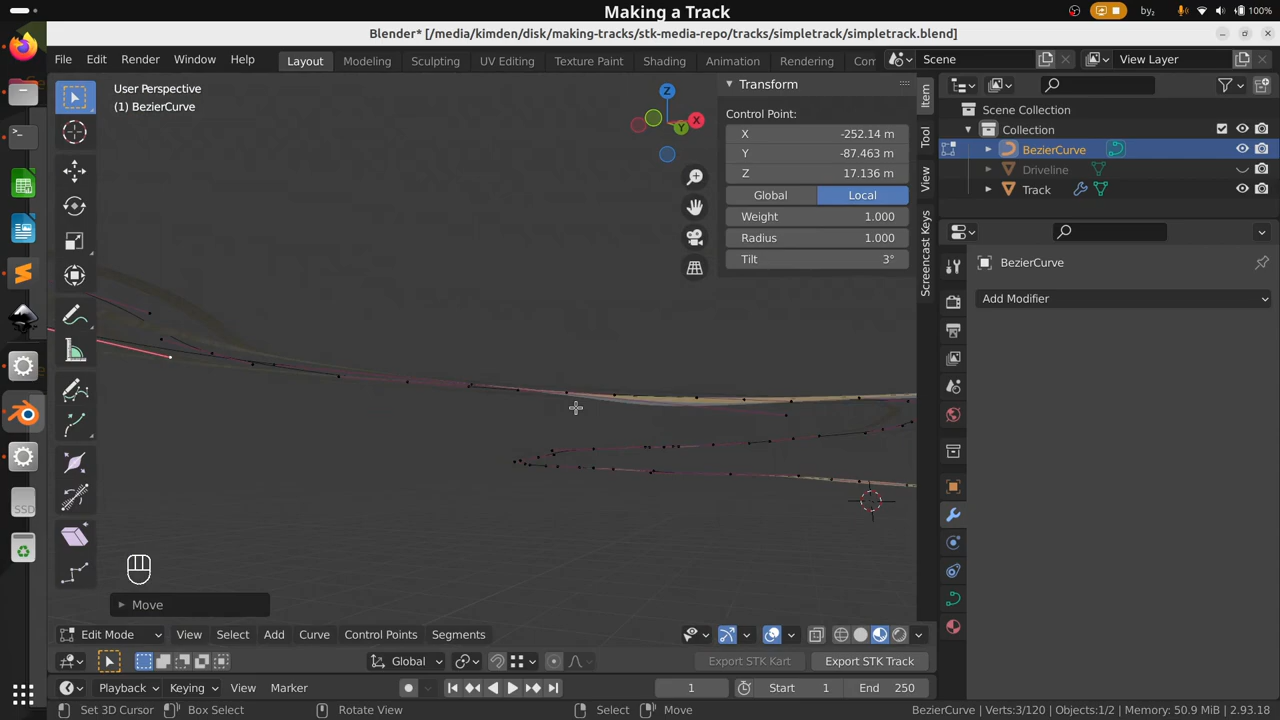 Making a Track
by₂
100%
Blender* [/media/kimden/disk/making-tracks/stk-media-repo/tracks/simpletrack/simpletrack.blend]
File Edit Render Window Help Layout Modeling Sculpting UV Editing Texture Paint Shading Animation Rendering Com Scene View Layer
User Perspective
(1) BezierCurve
Z
X
Y
Transform
Control Point:
X -252.14 m
Y -87.463 m
Z 17.136 m
Global Local
Weight 1.000
Radius 1.000
Tilt 3°
Item
Tool
View
Screencast Keys
Scene Collection
Collection
BezierCurve
Driveline
Track
BezierCurve
Add Modifier
SSD
Move
Edit Mode View Select Add Curve Control Points Segments
Global Export STK Kart Export STK Track
Playback Keying View Marker 1 Start 1 End 250
Set 3D Cursor Box Select Rotate View Select Move BezierCurve | Verts:3/120 | Objects:1/2 | Memory: 50.9 MiB | 2.93.18